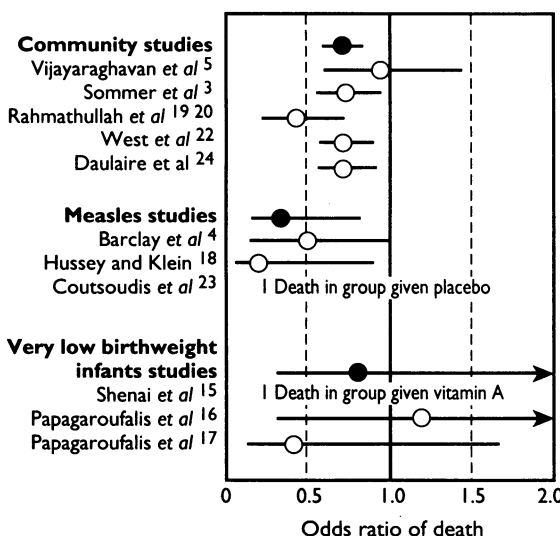 Community studies
Vijayaraghavan et al 5
Sommer et al 3
Rahmathullah et al 19 20
West et al 22
Daulaire et al 24
Measles studies
Barclay et al 4
Hussey and Klein 18
Coutsoudis et al 23 1 Death in group given placebo
Very low birthweight
infants studies
Shenai et al 15 1 Death in group given vitamin A
Papagaroufalis et al 16
Papagaroufalis et al 17
0 0.5 1.0 1.5 2.0
Odds ratio of death